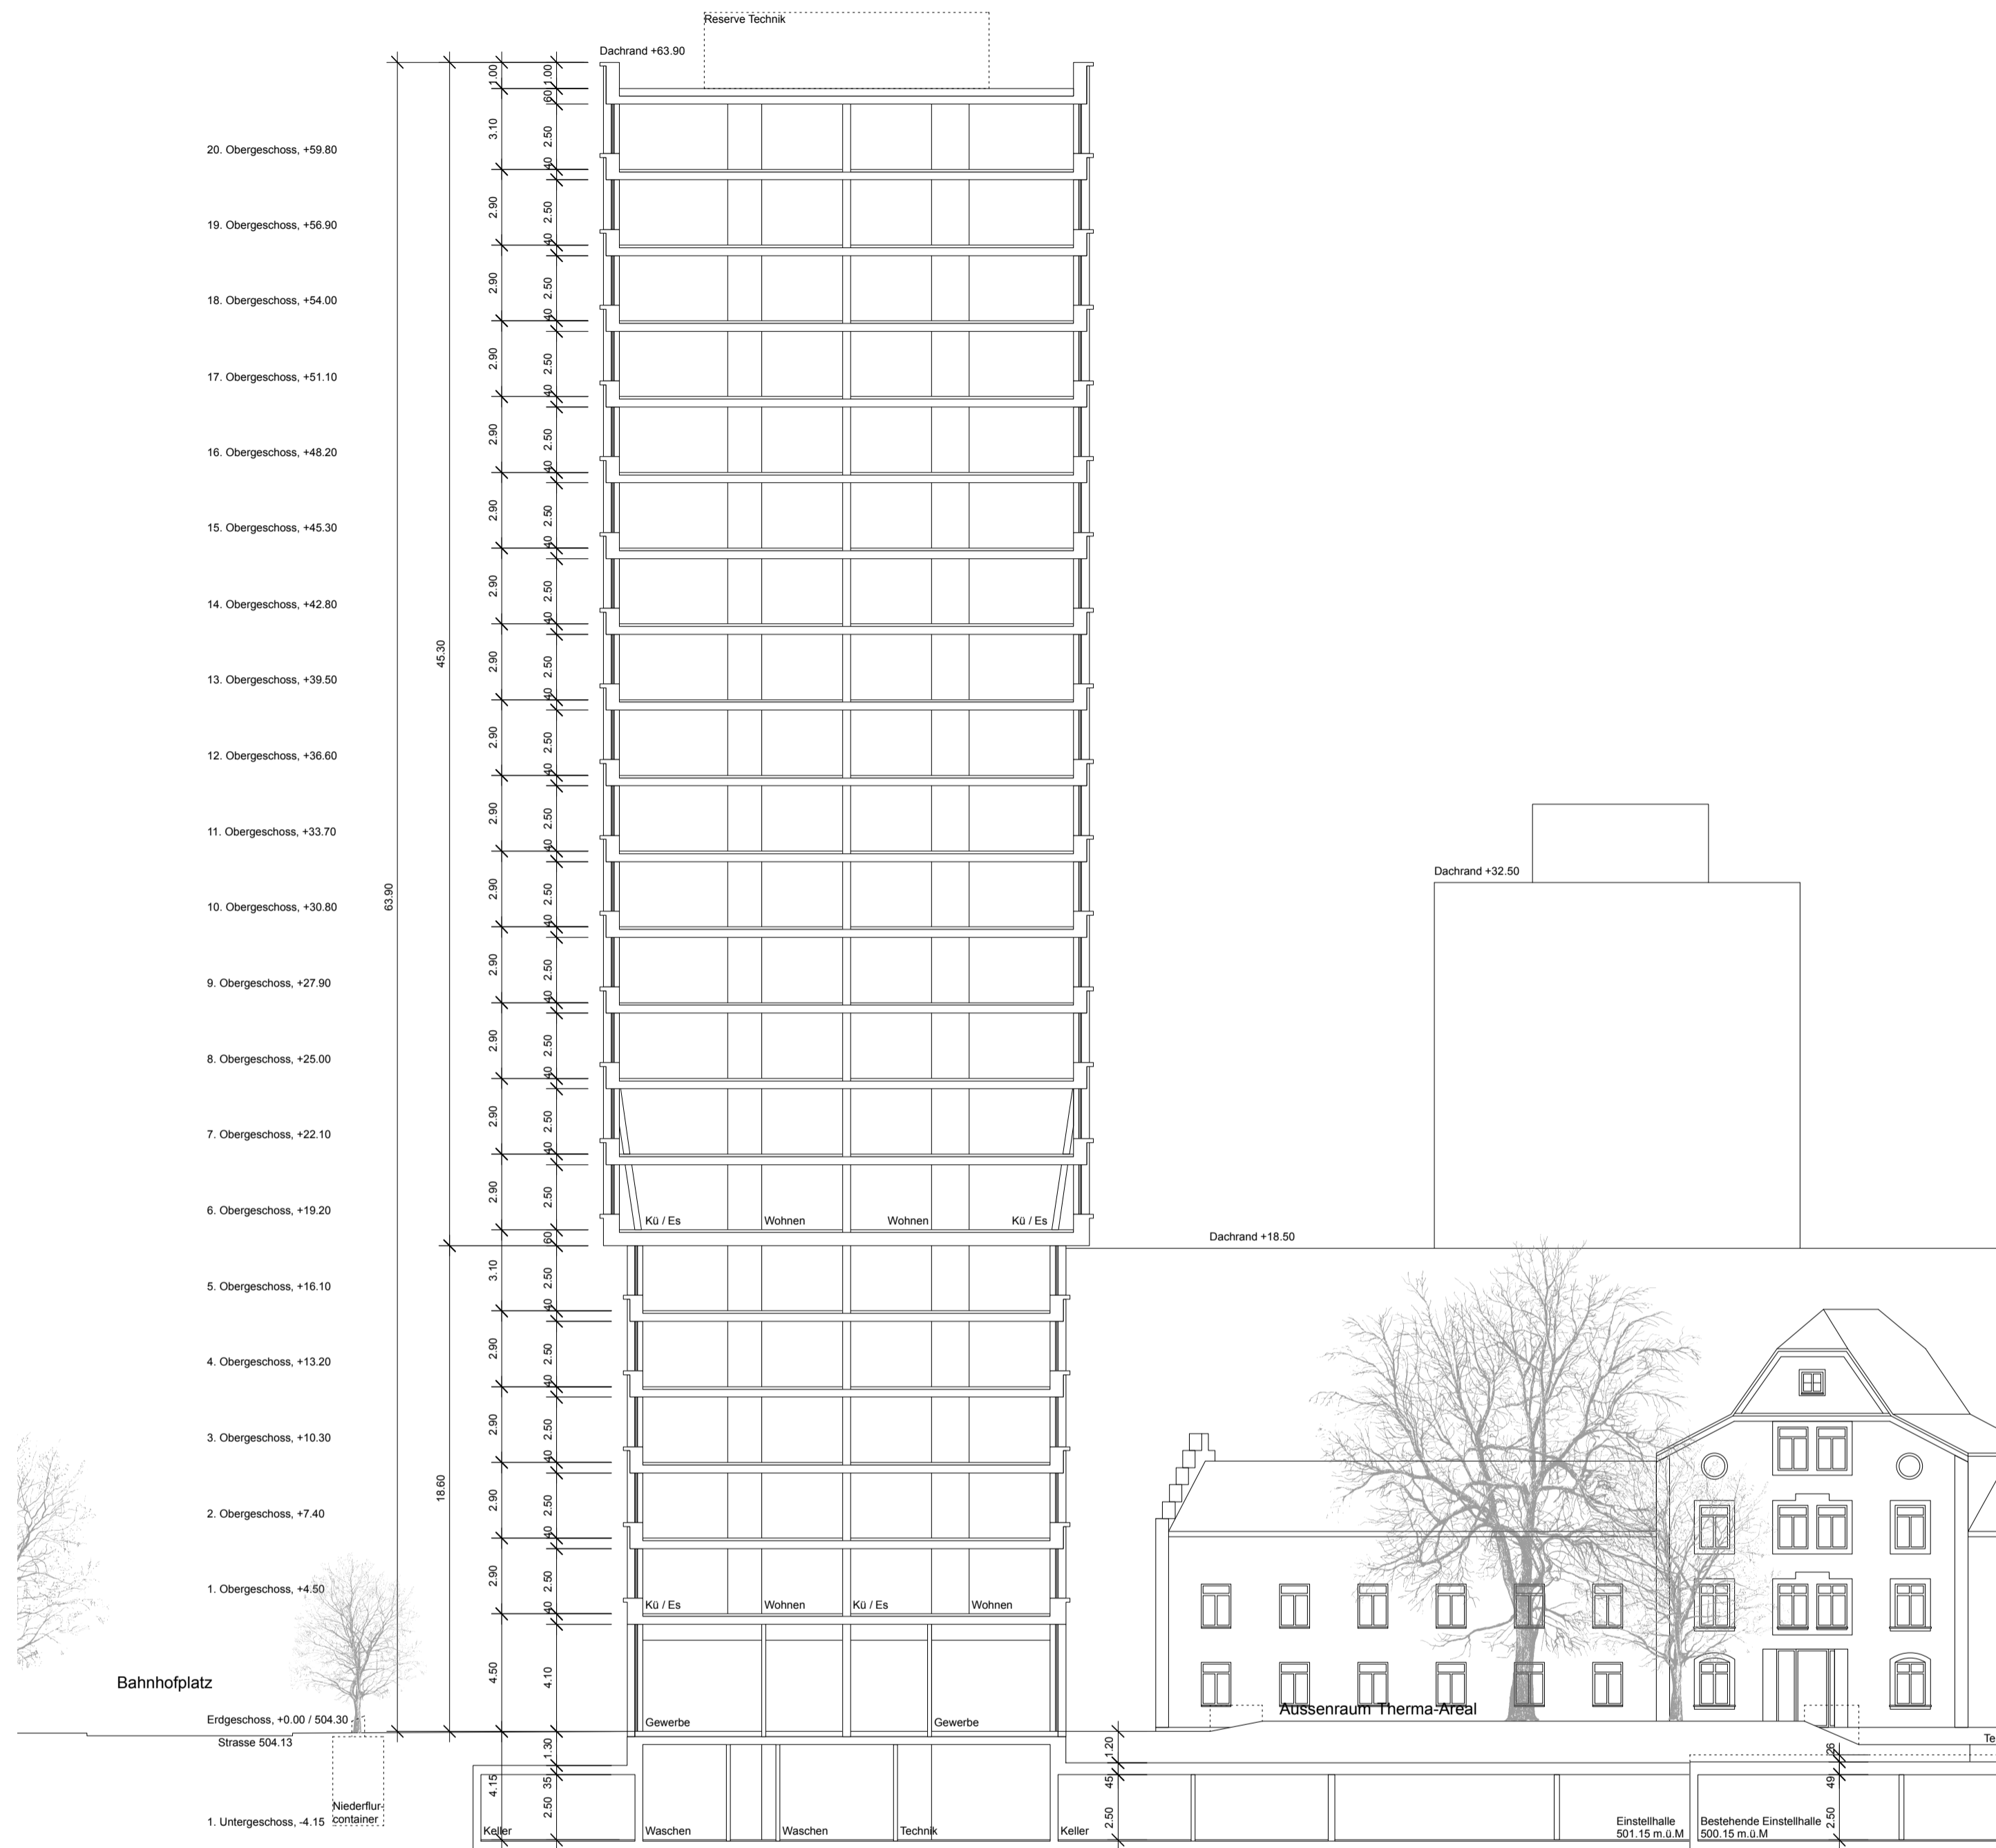 Reserve Technik
Dachrand +63.90
1.00
1.00
60
3.10
2.50
20. Obergeschoss, +59.80
40
2.90
2.50
19. Obergeschoss, +56.90
40
2.90
2.50
18. Obergeschoss, +54.00
40
2.90
2.50
17. Obergeschoss, +51.10
40
2.90
2.50
16. Obergeschoss, +48.20
40
2.90
2.50
15. Obergeschoss, +45.30
40
2.90
2.50
14. Obergeschoss, +42.80
40
45.30
2.90
2.50
13. Obergeschoss, +39.50
40
2.90
2.50
12. Obergeschoss, +36.60
40
2.90
2.50
11. Obergeschoss, +33.70
40
Dachrand +32.50
63.90
2.90
2.50
10. Obergeschoss, +30.80
40
2.90
2.50
9. Obergeschoss, +27.90
40
2.90
2.50
8. Obergeschoss, +25.00
40
2.90
2.50
7. Obergeschoss, +22.10
40
2.90
2.50
6. Obergeschoss, +19.20
Kü / Es
Wohnen
Wohnen
Kü / Es
60
Dachrand +18.50
3.10
2.50
5. Obergeschoss, +16.10
40
2.90
2.50
4. Obergeschoss, +13.20
40
2.90
2.50
3. Obergeschoss, +10.30
40
18.60
2.90
2.50
2. Obergeschoss, +7.40
40
2.90
2.50
1. Obergeschoss, +4.50
40
Kü / Es
Wohnen
Kü / Es
Wohnen
4.50
4.10
Bahnhofplatz
Aussenraum Therma-Areal
Erdgeschoss, +0.00 / 504.30
Gewerbe
Gewerbe
Strasse 504.13
Te
1.30
1.20
26
4.15
35
45
49
2.50
2.50
2.50
Niederflur-
container
1. Untergeschoss, -4.15
Keller
Waschen
Waschen
Technik
Keller
Einstellhalle
501.15 m.ü.M
Bestehende Einstellhalle
500.15 m.ü.M